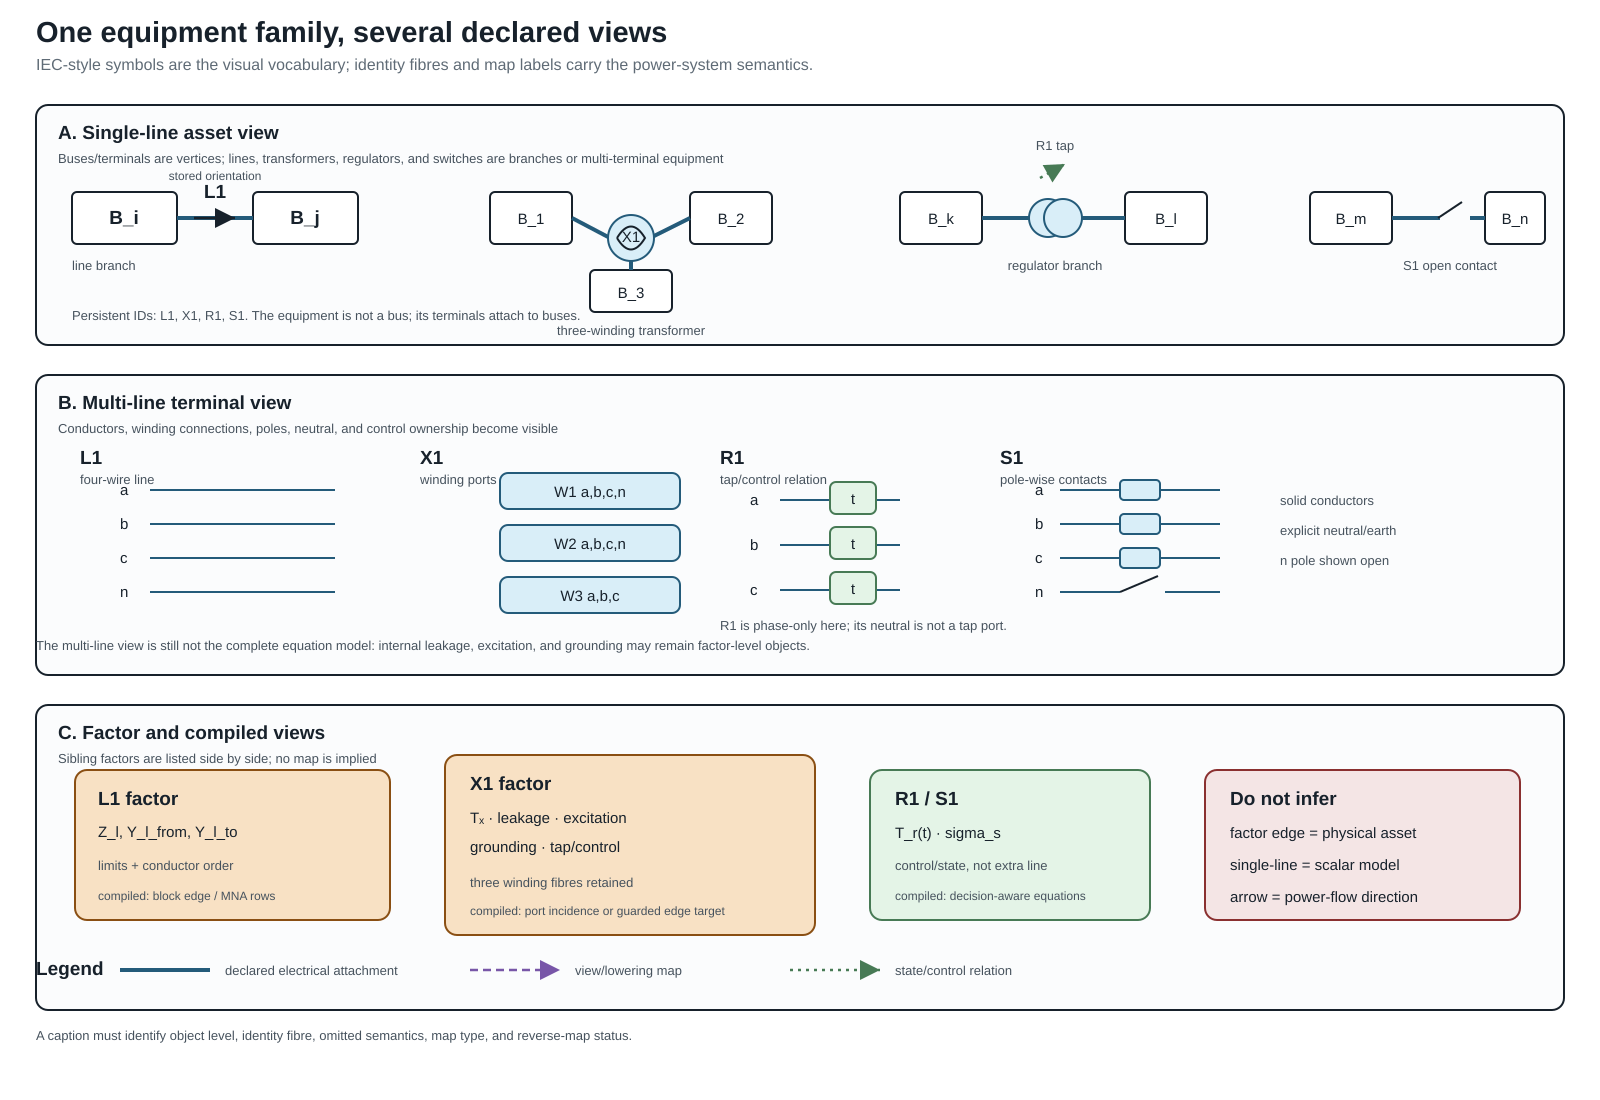 One equipment family, several declared views
IEC-style symbols are the visual vocabulary; identity fibres and map labels carry the power-system semantics.
A. Single-line asset view
Buses/terminals are vertices; lines, transformers, regulators, and switches are branches or multi-terminal equipment
stored orientation
L1
B_i
B_j
line branch
B_1
X1
B_2
B_3
three-winding transformer
R1 tap
B_k
B_l
regulator branch
B_m
B_n
S1 open contact
Persistent IDs: L1, X1, R1, S1. The equipment is not a bus; its terminals attach to buses.
B. Multi-line terminal view
Conductors, winding connections, poles, neutral, and control ownership become visible
L1
four-wire line
a
b
c
n
X1
winding ports
W1 a,b,c,n
W2 a,b,c,n
W3 a,b,c
R1
tap/control relation
a
t
b
t
c
t
R1 is phase-only here; its neutral is not a tap port.
S1
pole-wise contacts
a
b
c
n
solid conductors
explicit neutral/earth
n pole shown open
The multi-line view is still not the complete equation model: internal leakage, excitation, and grounding may remain factor-level objects.
C. Factor and compiled views
Sibling factors are listed side by side; no map is implied
L1 factor
Z_l, Y_l_from, Y_l_to
limits + conductor order
compiled: block edge / MNA rows
X1 factor
Tₓ · leakage · excitation
grounding · tap/control
three winding fibres retained
compiled: port incidence or guarded edge target
R1 / S1
T_r(t) · sigma_s
control/state, not extra line
compiled: decision-aware equations
Do not infer
factor edge = physical asset
single-line = scalar model
arrow = power-flow direction
Legend
declared electrical attachment
view/lowering map
state/control relation
A caption must identify object level, identity fibre, omitted semantics, map type, and reverse-map status.